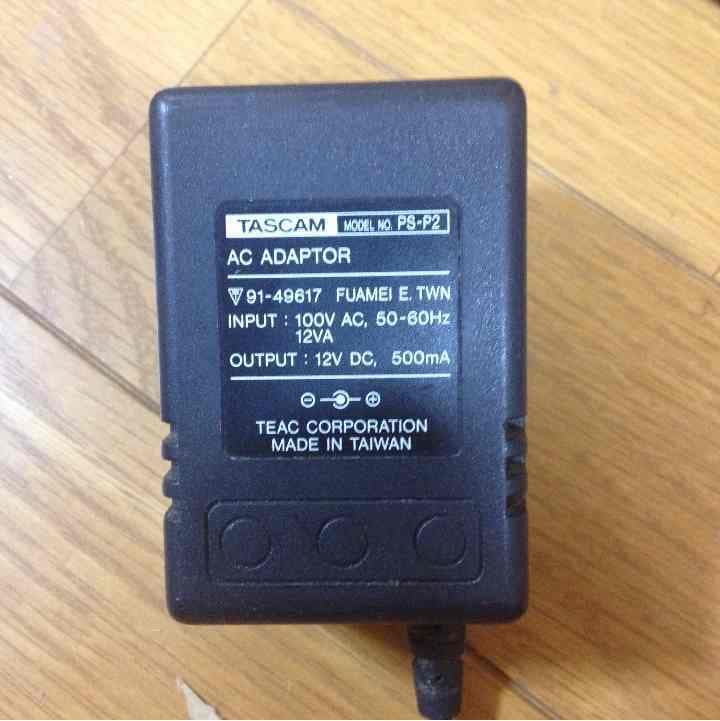 TASCAM MODEL NO. PS-P2
AC ADAPTOR
91-49617 FUAMEI E. TWN
INPUT : 100V AC, 50-60Hz
12VA
OUTPUT : 12V DC, 500mA
TEAC CORPORATION
MADE IN TAIWAN